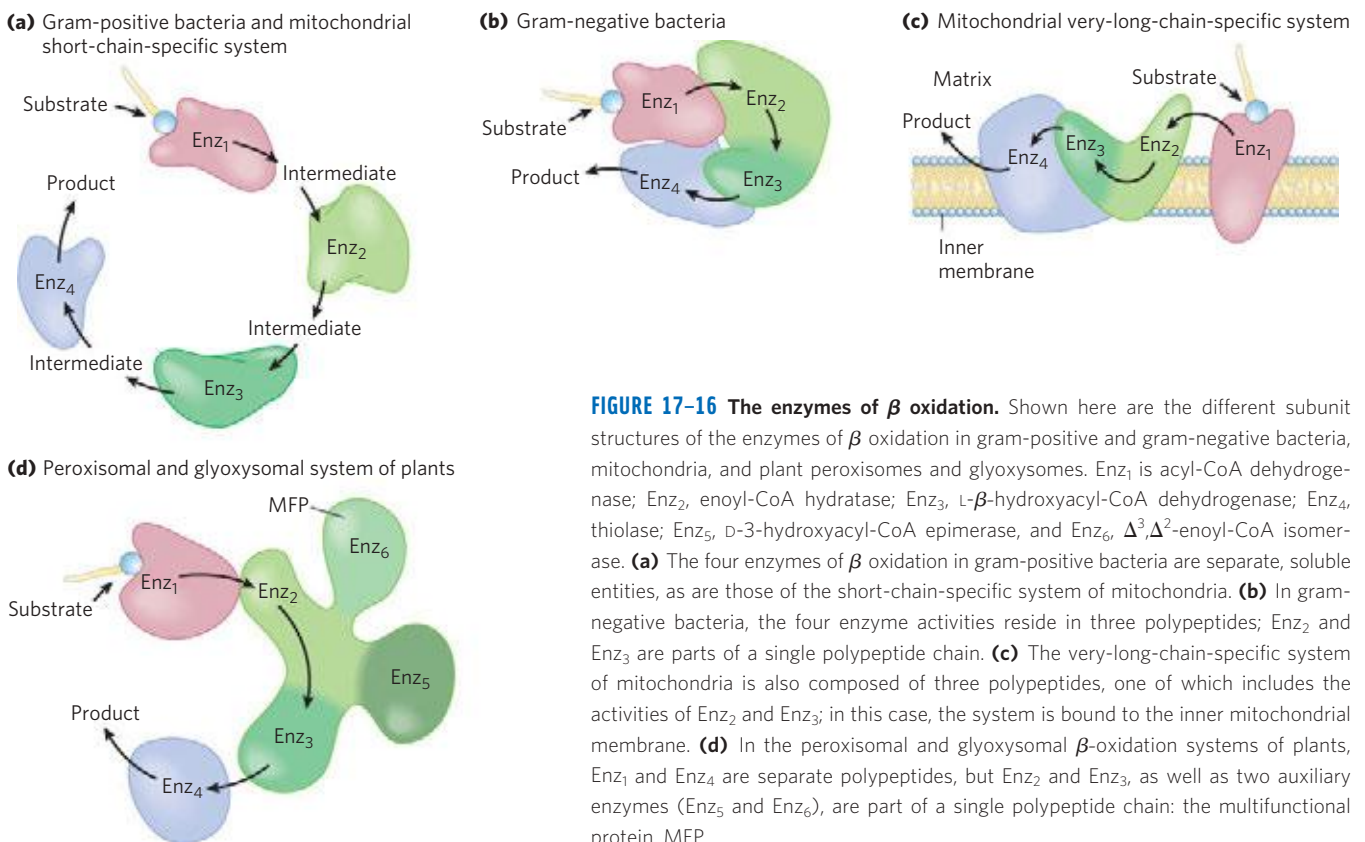 (a) Gram-positive bacteria and mitochondrial
short-chain-specific system
Substrate
Enz₁
Intermediate
Enz₂
Intermediate
Enz₃
Intermediate
Enz₄
Product
(b) Gram-negative bacteria
Substrate
Enz₁
Enz₂
Enz₃
Enz₄
Product
(c) Mitochondrial very-long-chain-specific system
Matrix
Substrate
Product
Enz₄
Enz₃
Enz₂
Enz₁
Inner
membrane
(d) Peroxisomal and glyoxysomal system of plants
MFP
Enz₆
Substrate
Enz₁
Enz₂
Enz₅
Enz₃
Enz₄
Product
FIGURE 17–16 The enzymes of β oxidation. Shown here are the different subunit
structures of the enzymes of β oxidation in gram-positive and gram-negative bacteria,
mitochondria, and plant peroxisomes and glyoxysomes. Enz₁ is acyl-CoA dehydroge-
nase; Enz₂, enoyl-CoA hydratase; Enz₃, L-β-hydroxyacyl-CoA dehydrogenase; Enz₄,
thiolase; Enz₅, D-3-hydroxyacyl-CoA epimerase, and Enz₆, Δ³,Δ²-enoyl-CoA isomer-
ase. (a) The four enzymes of β oxidation in gram-positive bacteria are separate, soluble
entities, as are those of the short-chain-specific system of mitochondria. (b) In gram-
negative bacteria, the four enzyme activities reside in three polypeptides; Enz₂ and
Enz₃ are parts of a single polypeptide chain. (c) The very-long-chain-specific system
of mitochondria is also composed of three polypeptides, one of which includes the
activities of Enz₂ and Enz₃; in this case, the system is bound to the inner mitochondrial
membrane. (d) In the peroxisomal and glyoxysomal β-oxidation systems of plants,
Enz₁ and Enz₄ are separate polypeptides, but Enz₂ and Enz₃, as well as two auxiliary
enzymes (Enz₅ and Enz₆), are part of a single polypeptide chain: the multifunctional
protein, MFP